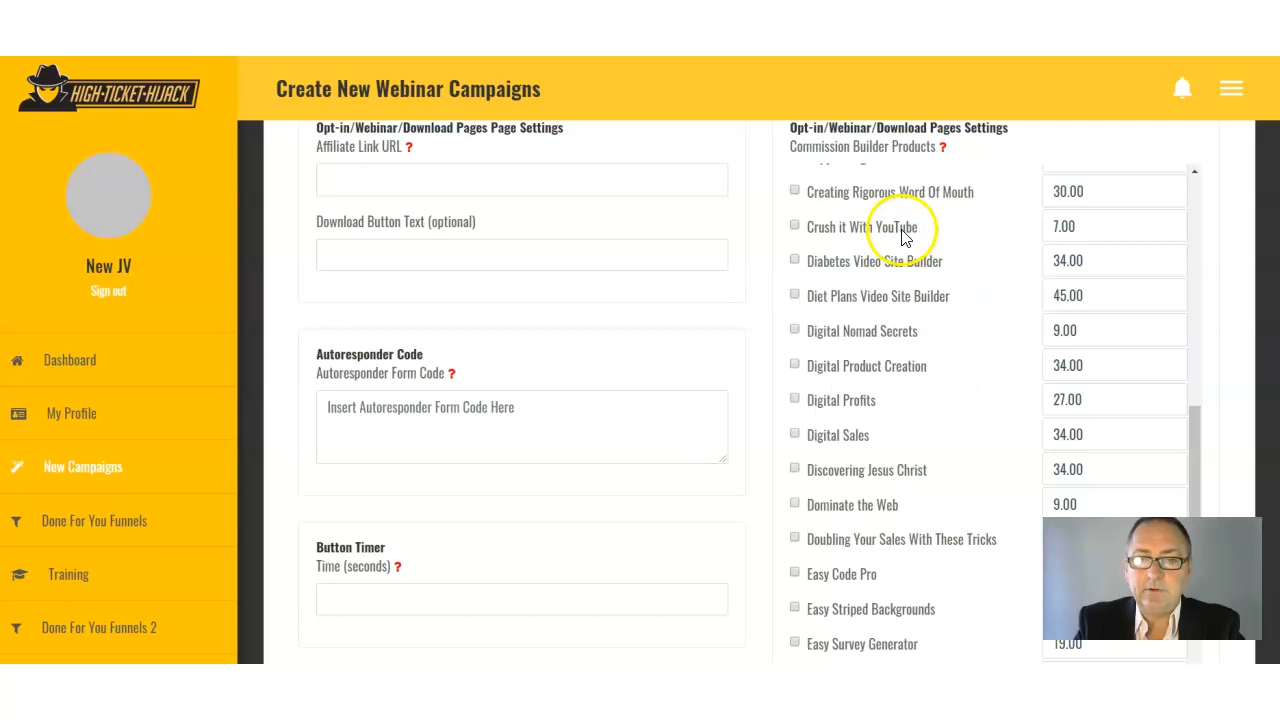 HIGH-TICKET-HIJACK
Create New Webinar Campaigns
New JV
Sign out
Dashboard
My Profile
New Campaigns
Done For You Funnels
Training
Done For You Funnels 2
Opt-in/Webinar/Download Pages Page Settings
Affiliate Link URL ?
Download Button Text (optional)
Autoresponder Code
Autoresponder Form Code ?
Insert Autoresponder Form Code Here
Button Timer
Time (seconds) ?
Opt-in/Webinar/Download Pages Settings
Commission Builder Products ?
Creating Rigorous Word Of Mouth 30.00
Crush it With YouTube 7.00
Diabetes Video Site Builder 34.00
Diet Plans Video Site Builder 45.00
Digital Nomad Secrets 9.00
Digital Product Creation 34.00
Digital Profits 27.00
Digital Sales 34.00
Discovering Jesus Christ 34.00
Dominate the Web 9.00
Doubling Your Sales With These Tricks
Easy Code Pro
Easy Striped Backgrounds
Easy Survey Generator 19.00